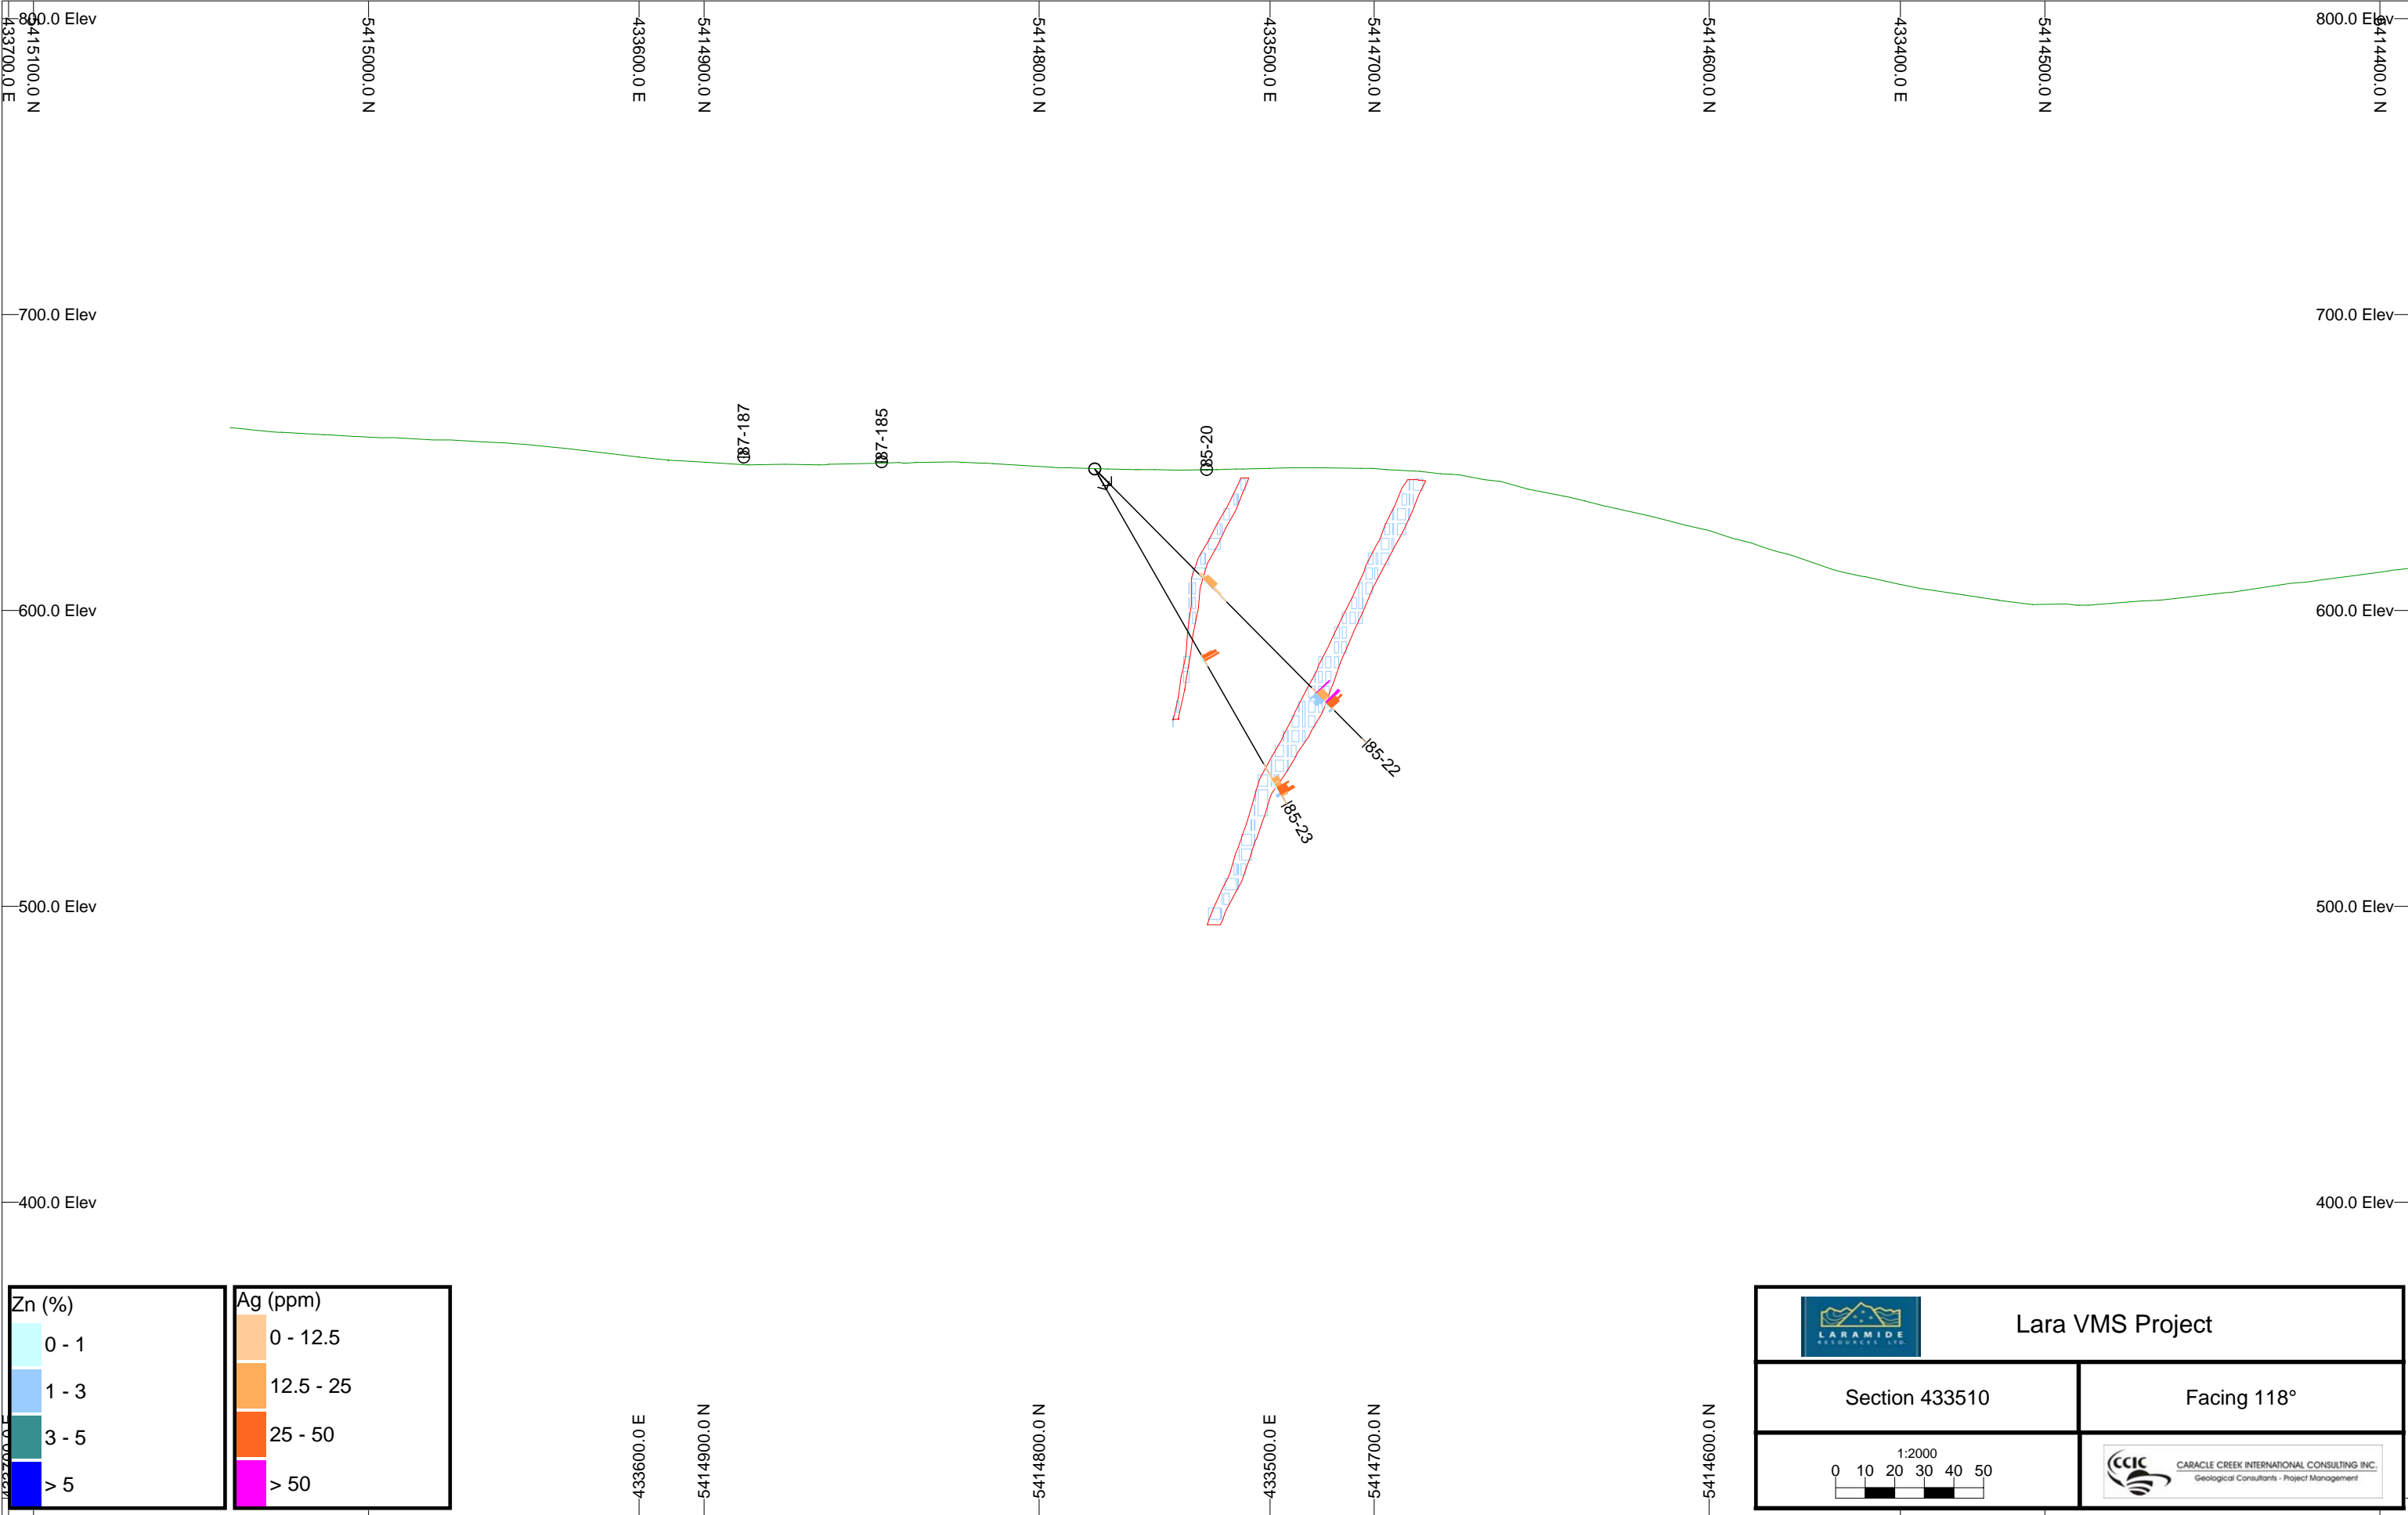 800.0 Elev
800.0 Elev
433700.0 E
5415100.0 N
5415000.0 N
433600.0 E
5414900.0 N
5414800.0 N
433500.0 E
5414700.0 N
5414600.0 N
433400.0 E
5414500.0 N
5414400.0 N
700.0 Elev
700.0 Elev
87-187
87-185
85-20
600.0 Elev
600.0 Elev
85-22
85-23
500.0 Elev
500.0 Elev
400.0 Elev
400.0 Elev
433700.0 E
433600.0 E
5414900.0 N
5414800.0 N
433500.0 E
5414700.0 N
5414600.0 N
Zn (%)
0 - 1
1 - 3
3 - 5
> 5
Ag (ppm)
0 - 12.5
12.5 - 25
25 - 50
> 50
LARAMIDE
RESOURCES LTD.
Lara VMS Project
Section 433510
Facing 118°
1:2000
0 10 20 30 40 50
CCIC
CARACLE CREEK INTERNATIONAL CONSULTING INC.
Geological Consultants - Project Management